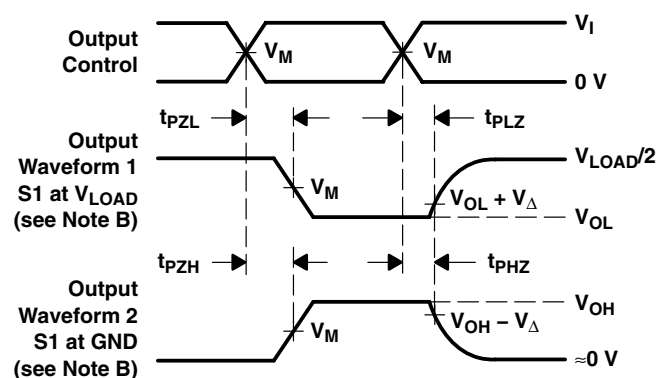 Output
Control
V_M
V_M
V_I
0 V
t_PZL
t_PLZ
Output
Waveform 1
S1 at V_LOAD
(see Note B)
V_M
V_LOAD/2
V_OL + V_Δ
V_OL
t_PZH
t_PHZ
Output
Waveform 2
S1 at GND
(see Note B)
V_M
V_OH
V_OH − V_Δ
≈0 V